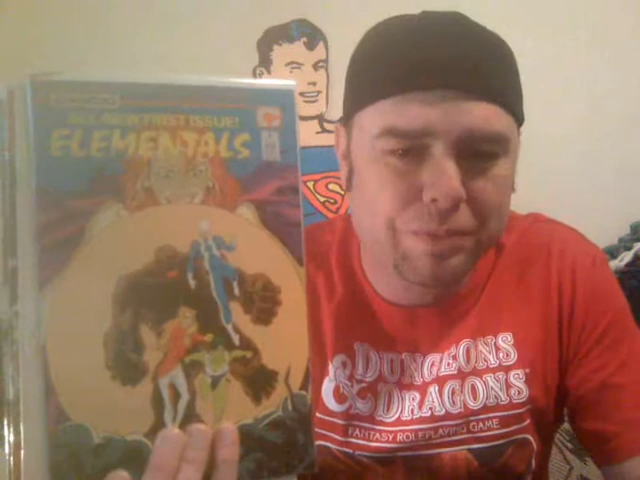 ALL NEW FIRST ISSUE!
ELEMENTALS
DUNGEONS
& DRAGONS
FANTASY ROLEPLAYING GAME
S